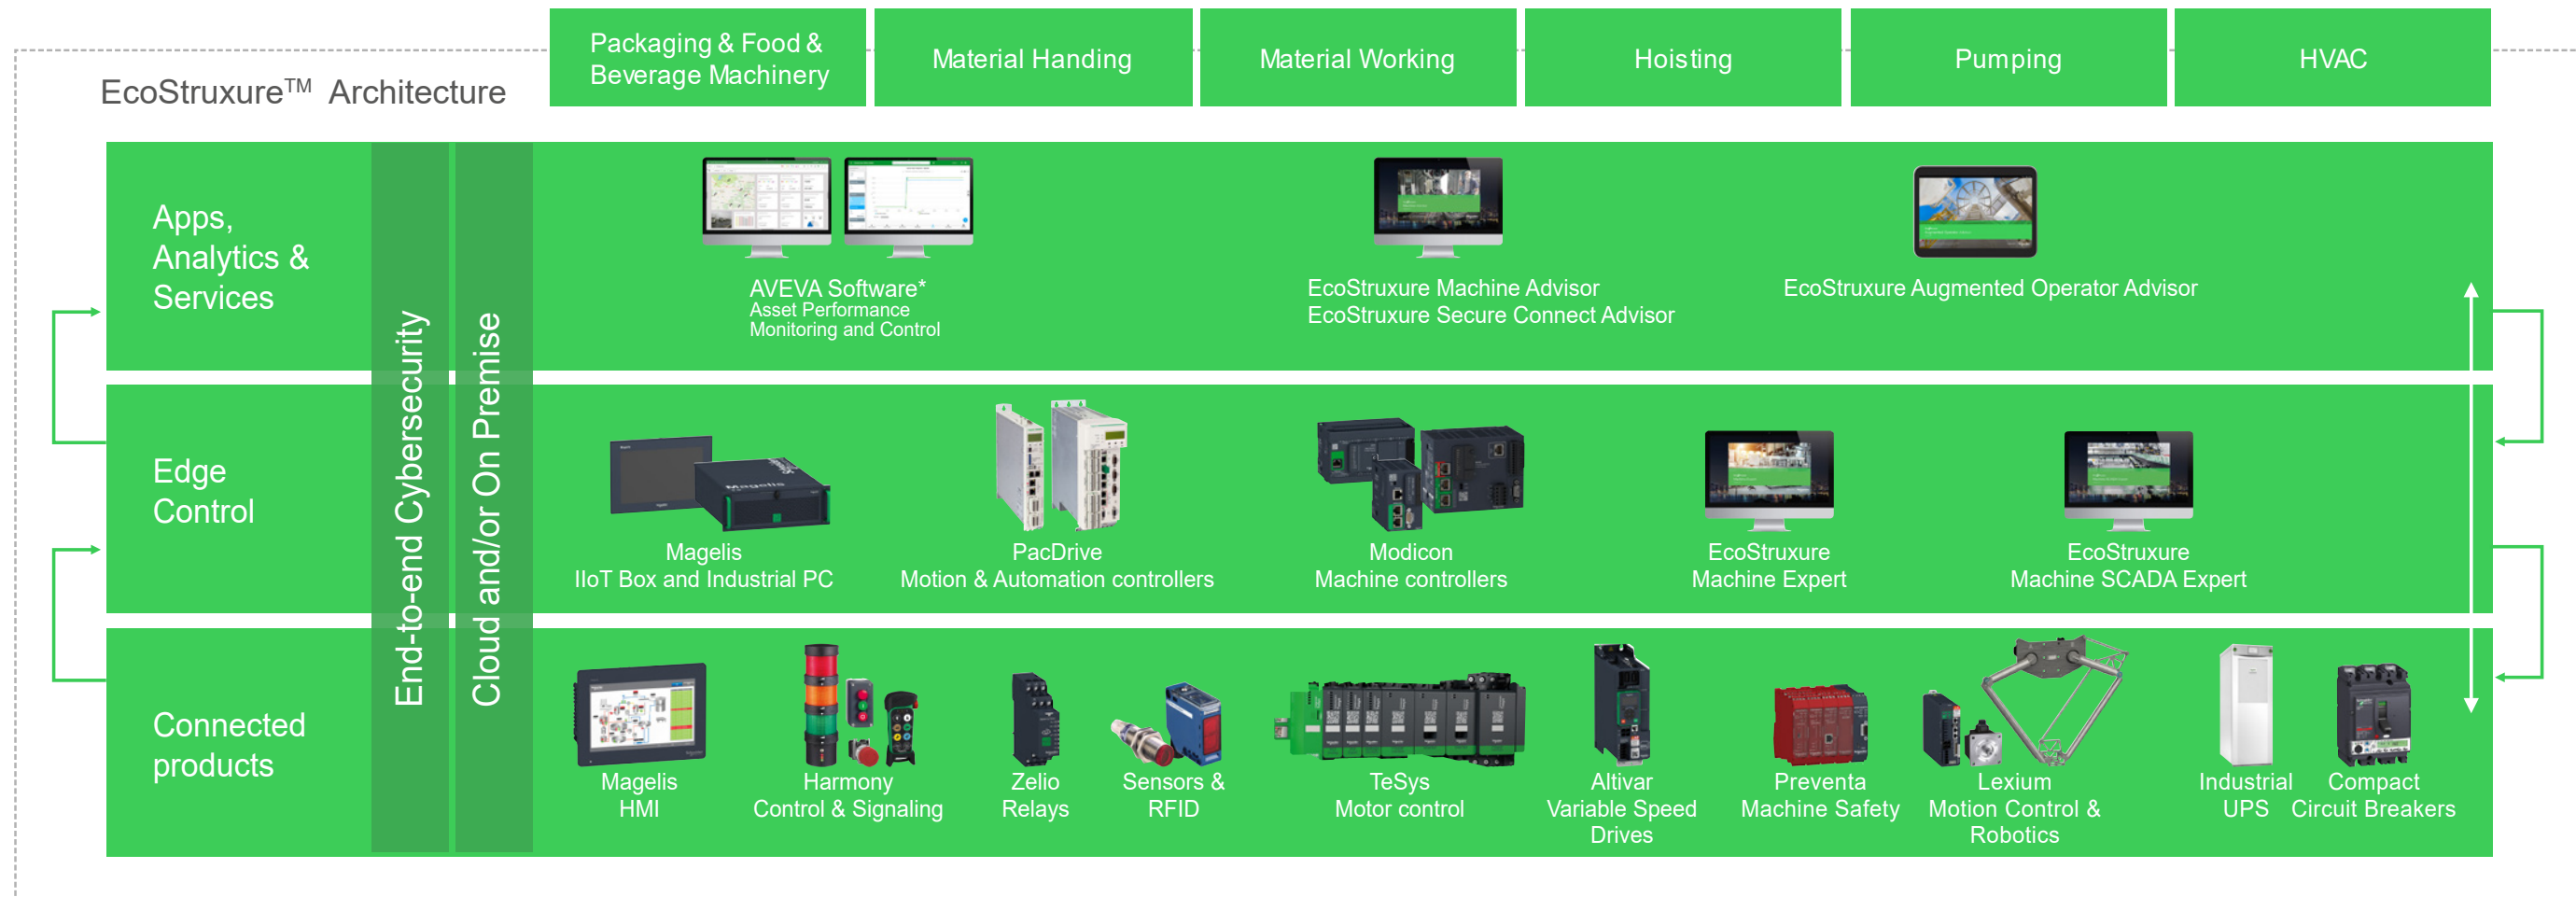 Packaging & Food &
Beverage Machinery
Material Handing
Material Working
Hoisting
Pumping
HVAC
EcoStruxure™ Architecture
Apps,
Analytics &
Services
End-to-end Cybersecurity
Cloud and/or On Premise
AVEVA Software*
Asset Performance
Monitoring and Control
EcoStruxure Machine Advisor
EcoStruxure Secure Connect Advisor
EcoStruxure Augmented Operator Advisor
Edge
Control
Magelis
Magelis
IIoT Box and Industrial PC
PacDrive
Motion & Automation controllers
Modicon
Machine controllers
EcoStruxure
Machine Expert
EcoStruxure
Machine SCADA Expert
Connected
products
Magelis
HMI
Harmony
Control & Signaling
Zelio
Relays
Sensors &
RFID
TeSys
Motor control
Altivar
Variable Speed
Drives
Preventa
Machine Safety
Lexium
Motion Control &
Robotics
Industrial
UPS
Compact
Circuit Breakers